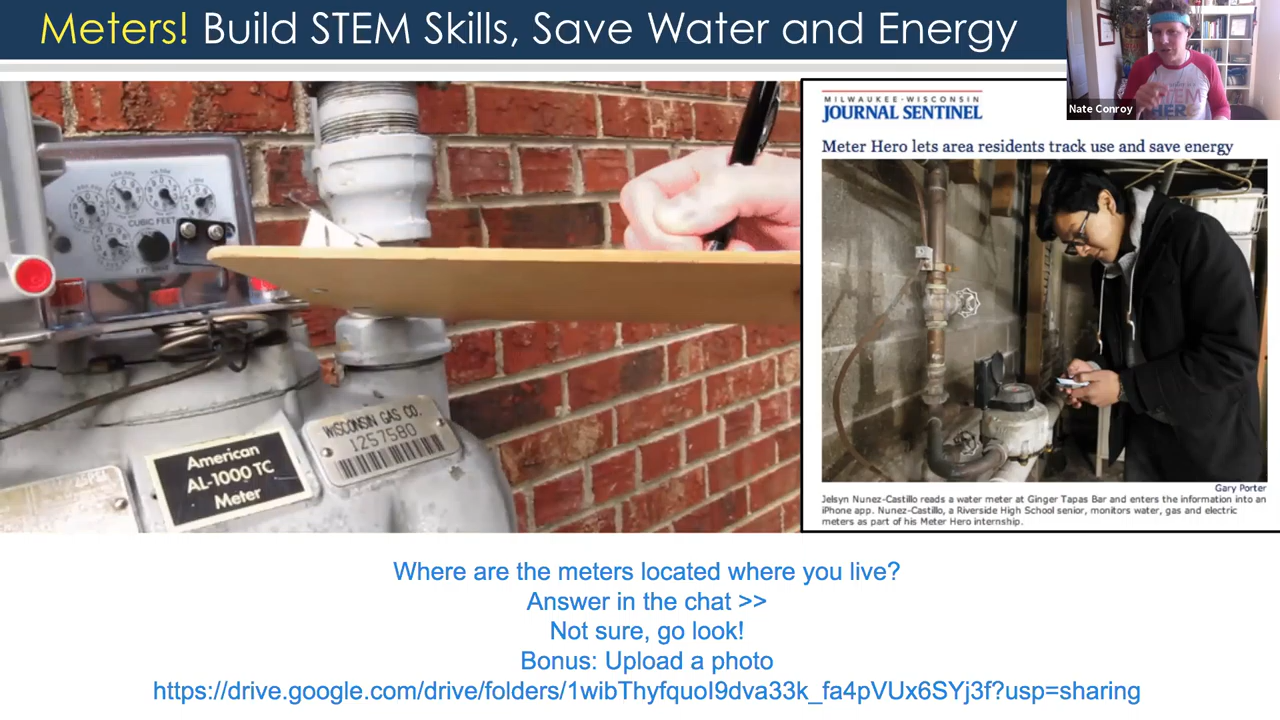 Meters! Build STEM Skills, Save Water and Energy
Nate Conroy
STEM
HER
MILWAUKEE·WISCONSIN
JOURNAL SENTINEL
Meter Hero lets area residents track use and save energy
CUBIC FEET
WISCONSIN GAS CO.
1257580
American
AL-1000 TC
Meter
Gary Porter
Jelsyn Nunez-Castillo reads a water meter at Ginger Tapas Bar and enters the information into an
iPhone app. Nunez-Castillo, a Riverside High School senior, monitors water, gas and electric
meters as part of his Meter Hero internship.
Where are the meters located where you live?
Answer in the chat >>
Not sure, go look!
Bonus: Upload a photo
https://drive.google.com/drive/folders/1wibThyfquoI9dva33k_fa4pVUx6SYj3f?usp=sharing